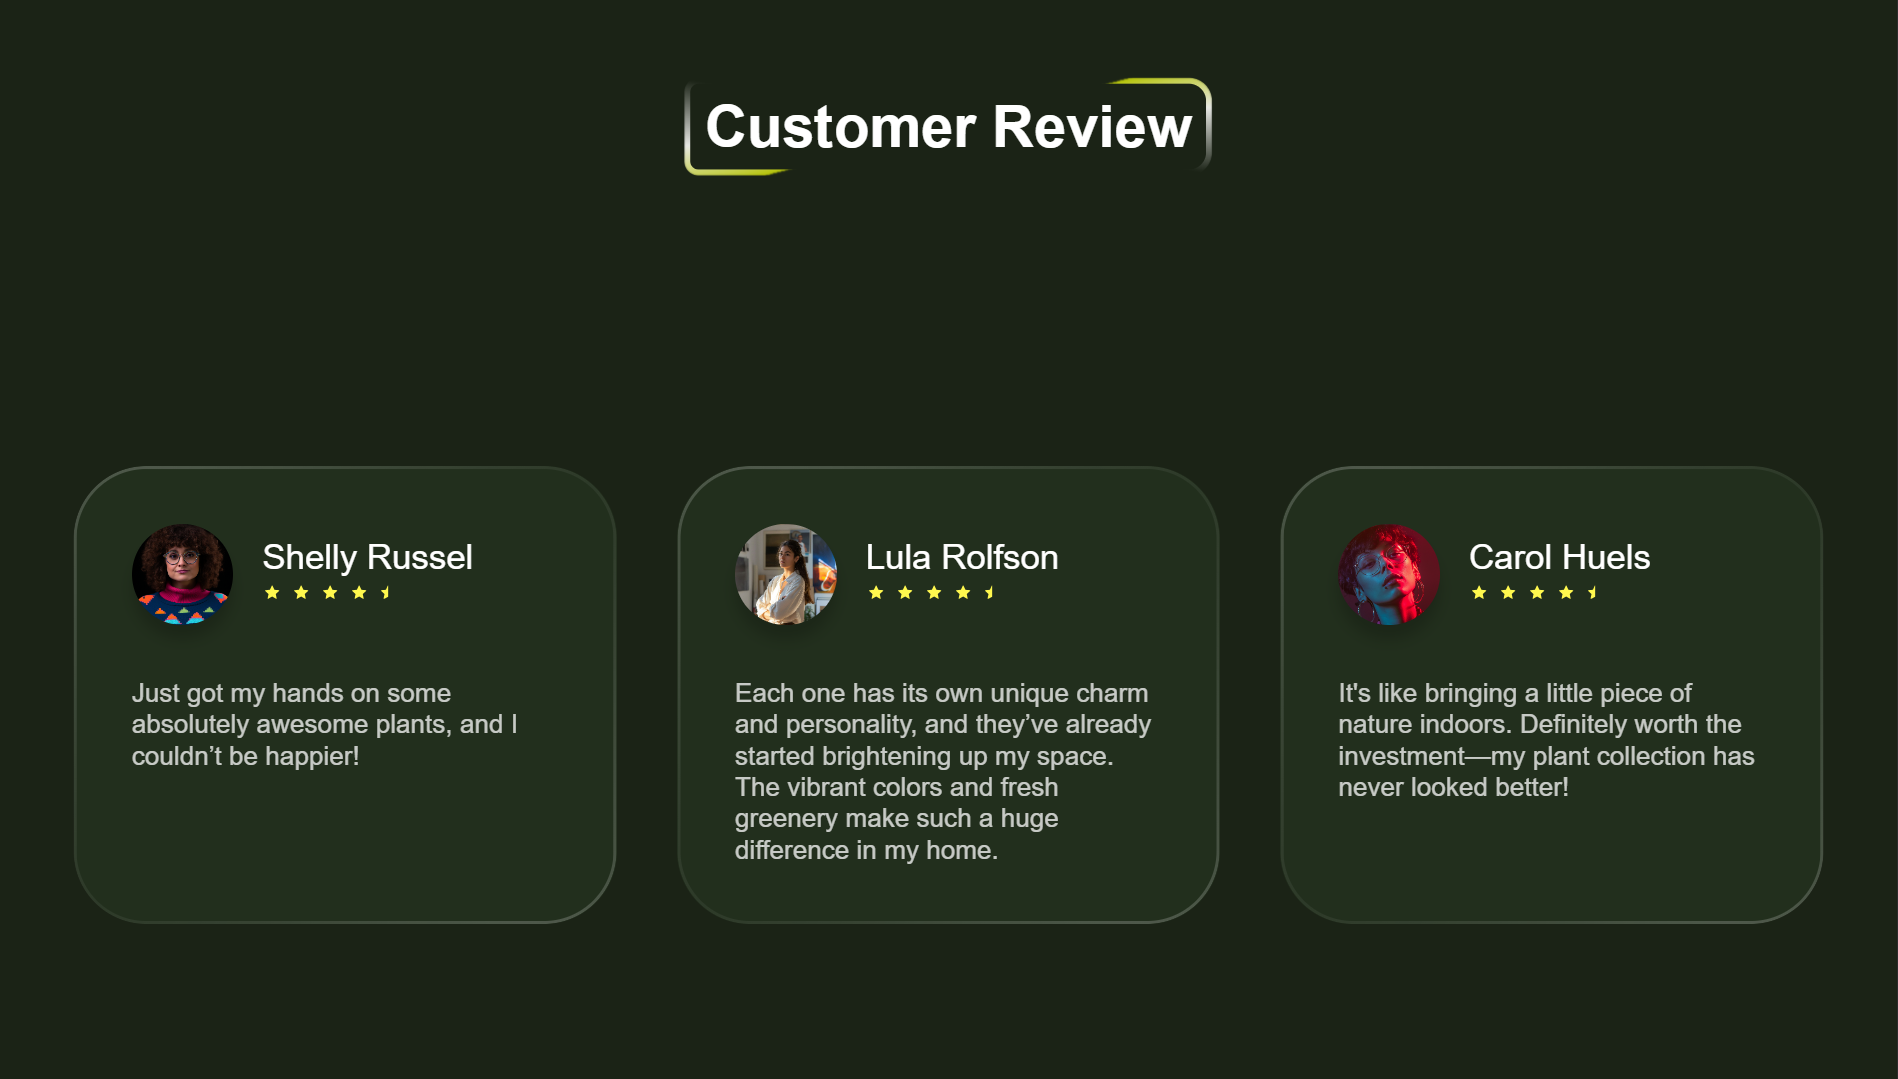 Customer Review
Shelly Russel
Just got my hands on some
absolutely awesome plants, and I
couldn’t be happier!
Lula Rolfson
Each one has its own unique charm
and personality, and they’ve already
started brightening up my space.
The vibrant colors and fresh
greenery make such a huge
difference in my home.
Carol Huels
It's like bringing a little piece of
nature indoors. Definitely worth the
investment—my plant collection has
never looked better!